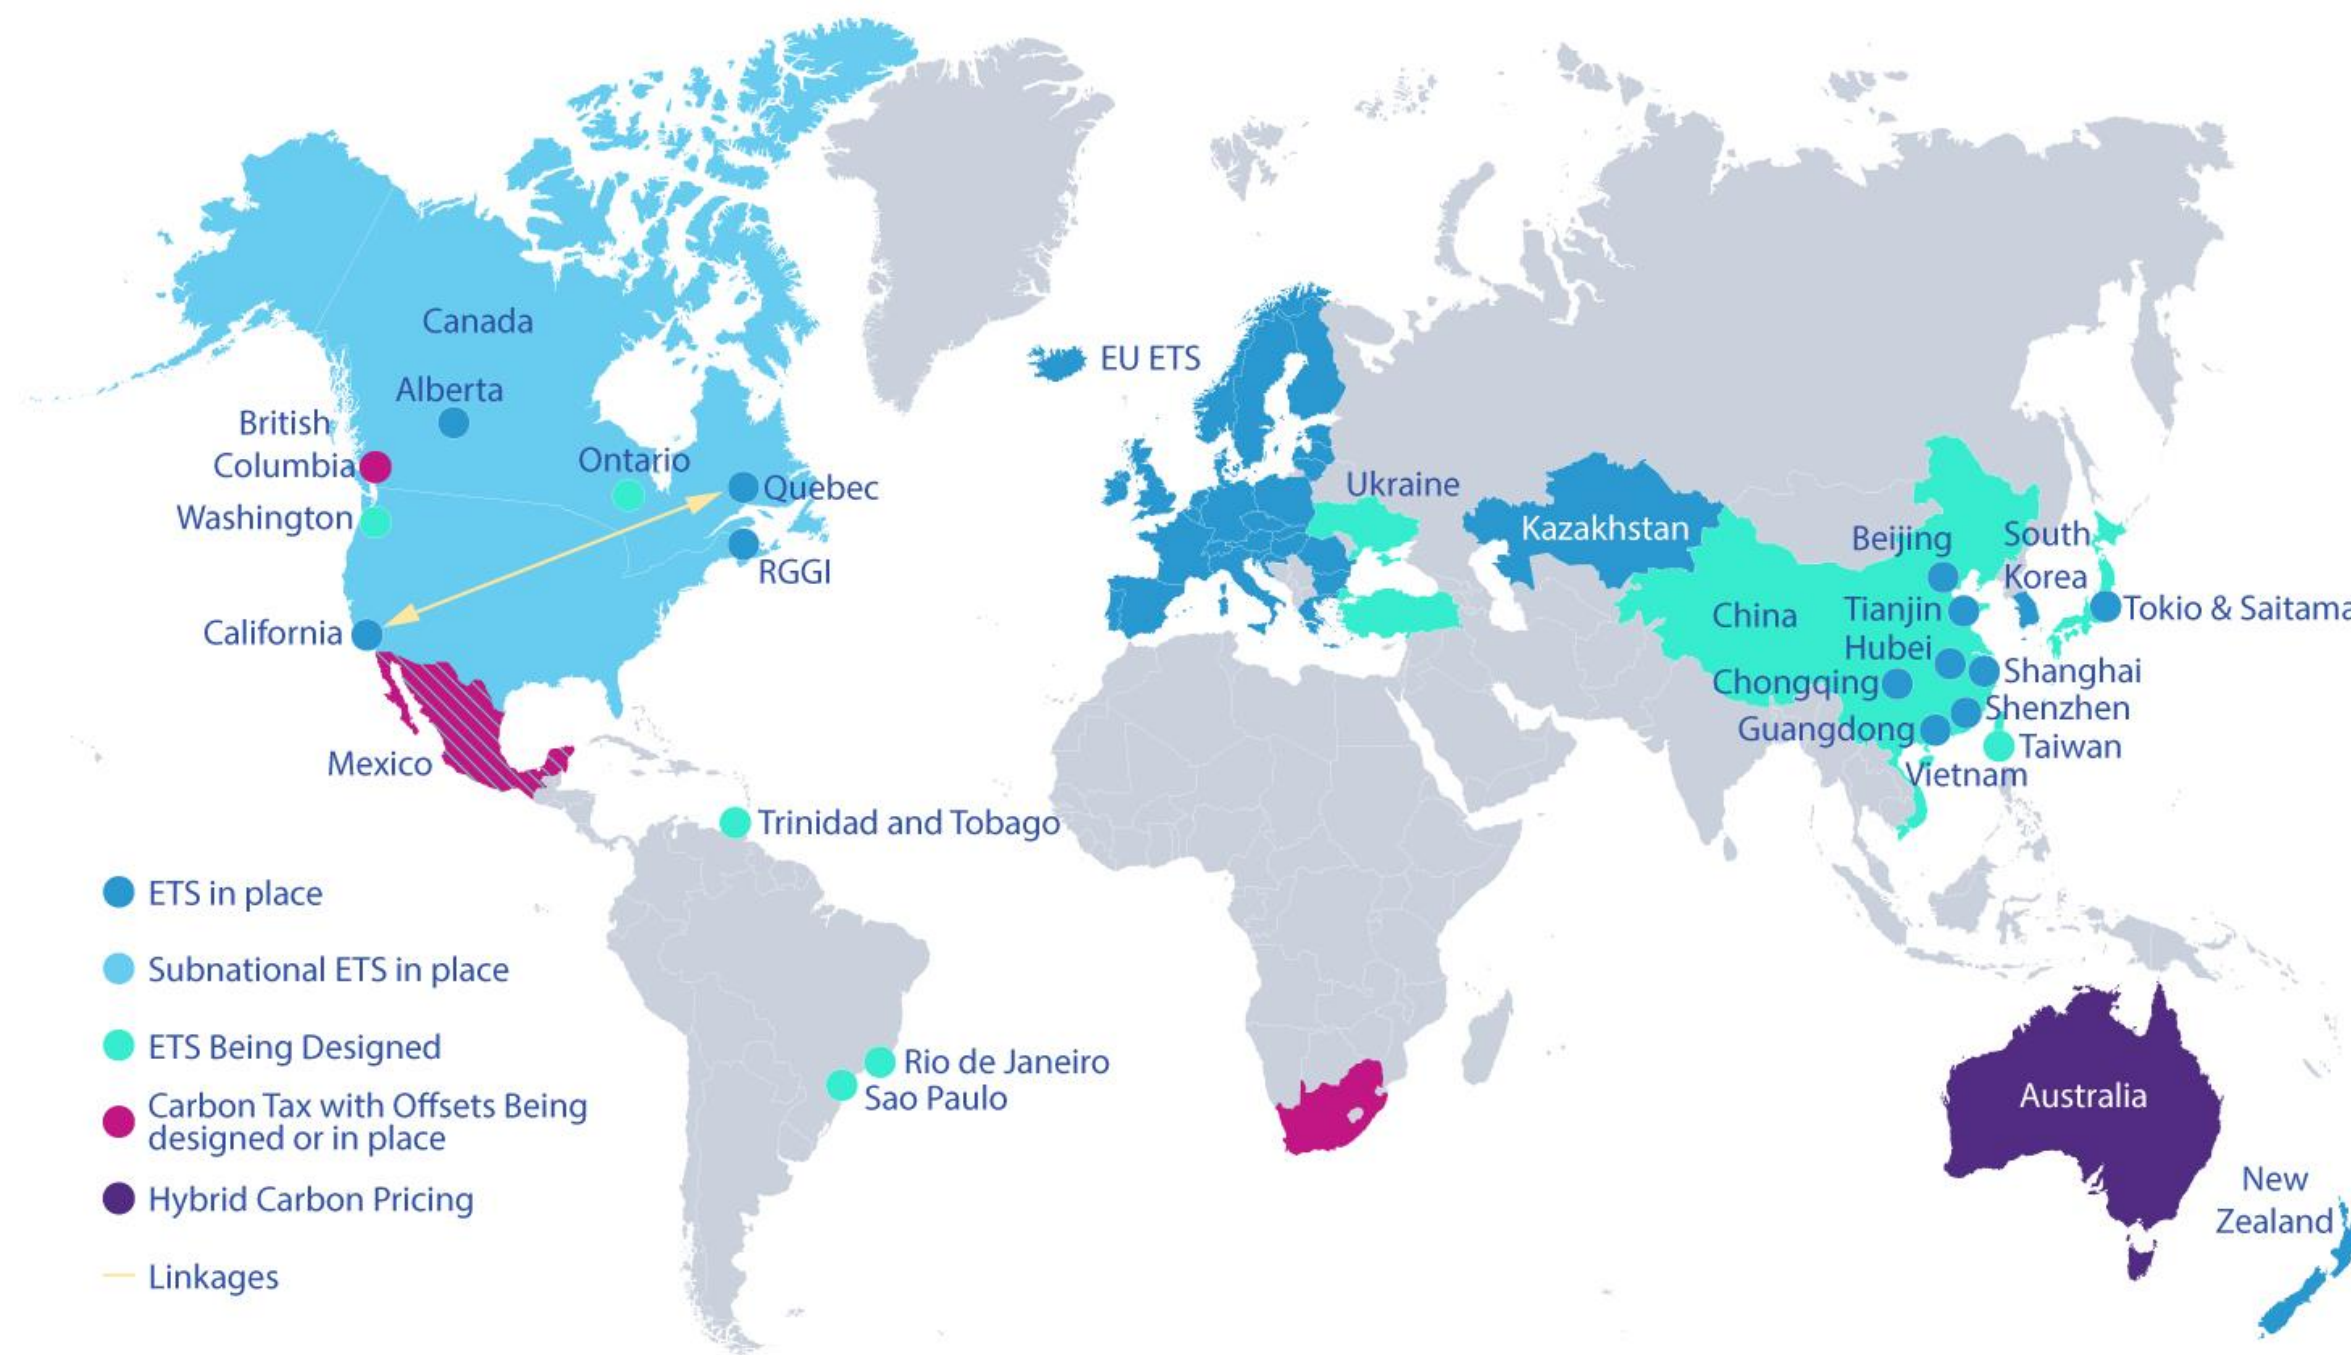 Canada
Alberta
British
Columbia
Washington
Ontario
Quebec
RGGI
California
Mexico
Trinidad and Tobago
Rio de Janeiro
Sao Paulo
EU ETS
Ukraine
Kazakhstan
China
Beijing
South
Korea
Tianjin
Tokio & Saitama
Hubei
Shanghai
Chongqing
Shenzhen
Guangdong
Taiwan
Vietnam
Australia
New
Zealand
ETS in place
Subnational ETS in place
ETS Being Designed
Carbon Tax with Offsets Being
designed or in place
Hybrid Carbon Pricing
Linkages